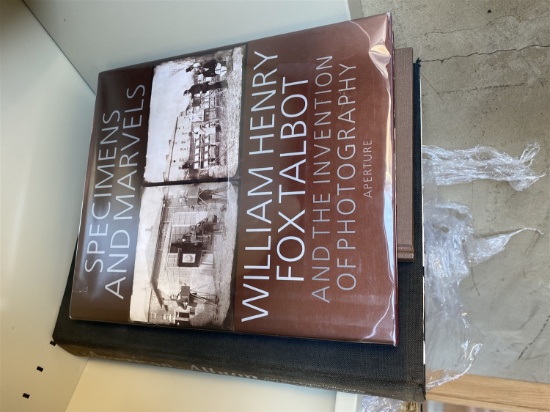 SPECIMENS
AND MARVELS
WILLIAM HENRY
FOX TALBOT
AND THE INVENTION
OF PHOTOGRAPHY
APERTURE